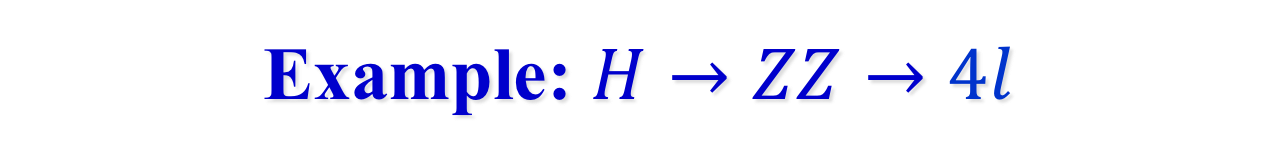 Example: H → ZZ → 4l